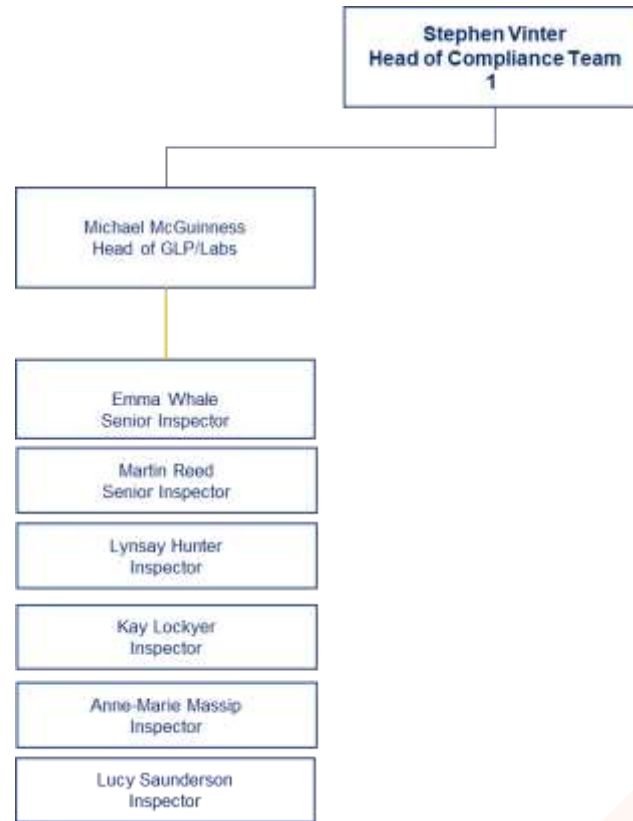 Stephen Vinter
Head of Compliance Team
1
Michael McGuinness
Head of GLP/Labs
Emma Whale
Senior Inspector
Martin Reed
Senior Inspector
Lynsay Hunter
Inspector
Kay Lockyer
Inspector
Anne-Marie Massip
Inspector
Lucy Saunderson
Inspector